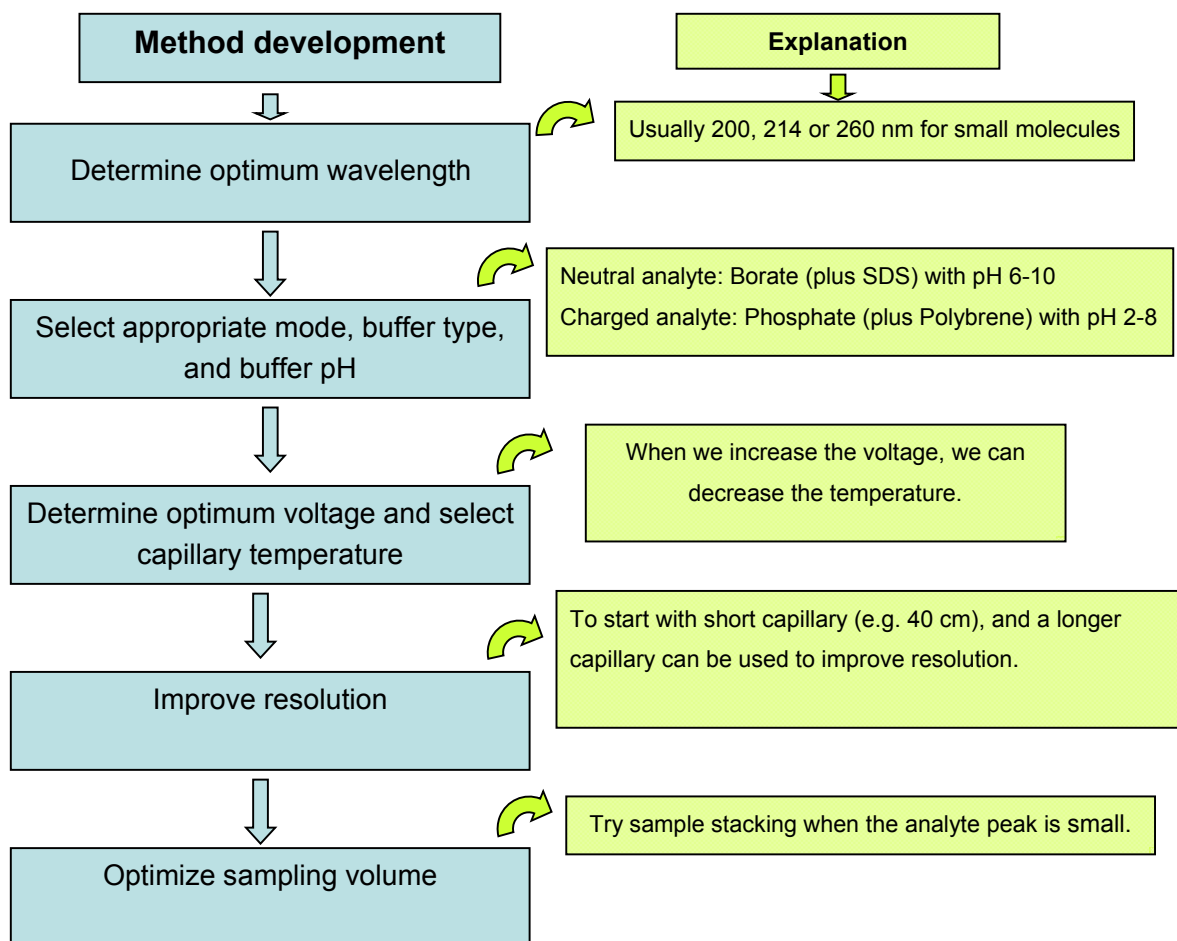 Method development
Explanation
Usually 200, 214 or 260 nm for small molecules
Determine optimum wavelength
Neutral analyte: Borate (plus SDS) with pH 6-10
Charged analyte: Phosphate (plus Polybrene) with pH 2-8
Select appropriate mode, buffer type,
and buffer pH
When we increase the voltage, we can
decrease the temperature.
Determine optimum voltage and select
capillary temperature
To start with short capillary (e.g. 40 cm), and a longer
capillary can be used to improve resolution.
Improve resolution
Try sample stacking when the analyte peak is small.
Optimize sampling volume